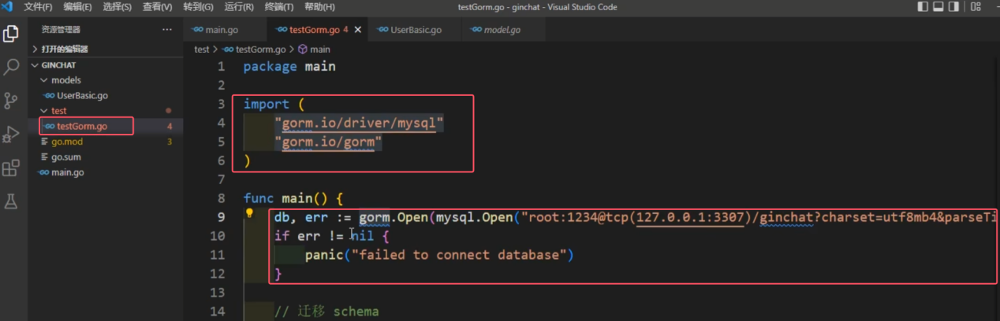 文件(F) 编辑(E) 选择(S) 查看(V) 转到(G) 运行(R) 终端(T) 帮助(H) testGorm.go - ginchat - Visual Studio Code
资源管理器 ...
main.go testGorm.go 4 UserBasic.go model.go
打开的编辑器
test > testGorm.go > main
GINCHAT
models
UserBasic.go
test
testGorm.go 4
go.mod 3
go.sum
main.go
1 package main
2
3 import (
4 "gorm.io/driver/mysql"
5 "gorm.io/gorm"
6 )
7
8 func main() {
9 db, err := gorm.Open(mysql.Open("root:1234@tcp(127.0.0.1:3307)/ginchat?charset=utf8mb4&parseTi
10 if err != nil {
11 panic("failed to connect database")
12 }
13
14 // 迁移 schema